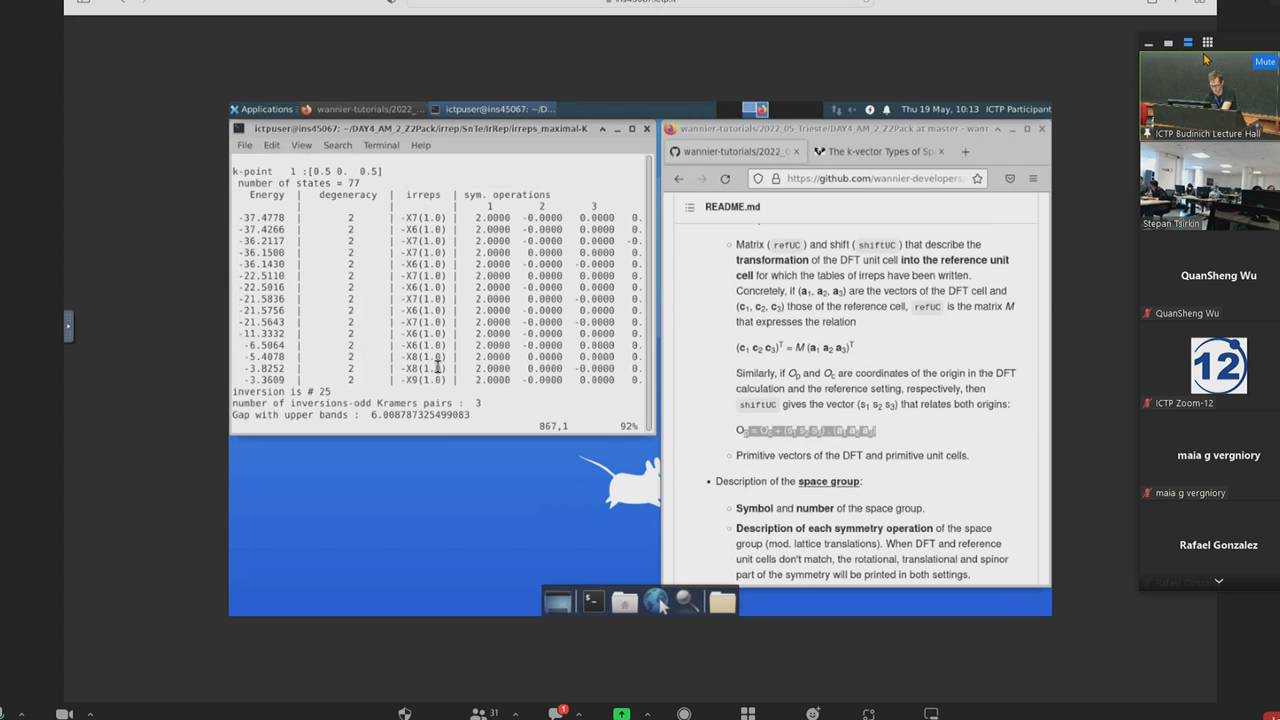 Applications
wannier-tutorials/2022_...
ictpuser@ins45067: ~/D...
Thu 19 May, 10:13
ICTP Participant
ictpuser@ins45067: ~/DAY4_AM_2_Z2Pack/irrep/SnTe/IrRep/irreps_maximal-K
File Edit View Search Terminal Help
k-point 1 :[0.5 0. 0.5]
number of states = 77
Energy | degeneracy | irreps | sym. operations
1 2 3
-37.4778 | 2 | -X7(1.0) | 2.0000 -0.0000 0.0000 0.
-37.4266 | 2 | -X6(1.0) | 2.0000 -0.0000 0.0000 0.
-36.2117 | 2 | -X7(1.0) | 2.0000 -0.0000 0.0000 -0.
-36.1500 | 2 | -X7(1.0) | 2.0000 0.0000 0.0000 0.
-36.1430 | 2 | -X6(1.0) | 2.0000 -0.0000 -0.0000 0.
-22.5110 | 2 | -X7(1.0) | 2.0000 0.0000 0.0000 0.
-22.5016 | 2 | -X6(1.0) | 2.0000 -0.0000 0.0000 0.
-21.5836 | 2 | -X7(1.0) | 2.0000 0.0000 -0.0000 0.
-21.5756 | 2 | -X6(1.0) | 2.0000 0.0000 0.0000 0.
-21.5643 | 2 | -X7(1.0) | 2.0000 0.0000 -0.0000 0.
-11.3332 | 2 | -X6(1.0) | 2.0000 -0.0000 0.0000 0.
-6.5064 | 2 | -X6(1.0) | 2.0000 -0.0000 0.0000 0.
-5.4078 | 2 | -X8(1.0) | 2.0000 0.0000 0.0000 0.
-3.8252 | 2 | -X8(1. ) | 2.0000 0.0000 -0.0000 0.
-3.3609 | 2 | -X9(1.0) | 2.0000 -0.0000 0.0000 0.
inversion is # 25
number of inversions-odd Kramers pairs : 3
Gap with upper bands : 6.008787325499083
867,1 92%
wannier-tutorials/2022_05_Trieste/DAY4_AM_2_Z2Pack at master · wann
wannier-tutorials/2022_0
The k-vector Types of Sp
https://github.com/wannier-developers
README.md
Matrix ( refUC ) and shift ( shiftUC ) that describe the
transformation of the DFT unit cell into the reference unit
cell for which the tables of irreps have been written.
Concretely, if (a1, a2, a3) are the vectors of the DFT cell and
(c1, c2, c3) those of the reference cell, refUC is the matrix M
that expresses the relation
(c1 c2 c3)T = M (a1 a2 a3)T
Similarly, if OD and Oc are coordinates of the origin in the DFT
calculation and the reference setting, respectively, then
shiftUC gives the vector (s1 s2 s3) that relates both origins:
Primitive vectors of the DFT and primitive unit cells.
Description of the space group:
Symbol and number of the space group.
Description of each symmetry operation of the space
group (mod. lattice translations). When DFT and reference
unit cells don't match, the rotational, translational and spinor
part of the symmetry will be printed in both settings.
Mute
ICTP Budinich Lecture Hall
Stepan Tsirkin
QuanSheng Wu
QuanSheng Wu
12
ICTP Zoom-12
maia g vergniory
maia g vergniory
Rafael Gonzalez
31
1